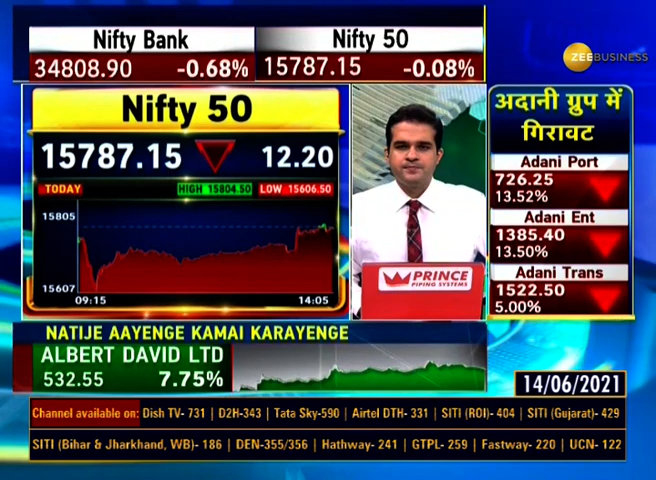 Nifty Bank
34808.90 -0.68%
Nifty 50
15787.15 -0.08%
ZEE BUSINESS
Nifty 50
15787.15 12.20
TODAY HIGH 15804.50 LOW 15606.50
15805
15607
09:15 14:05
PRINCE
PIPING SYSTEMS
अदानी ग्रुप में
गिरावट
Adani Port
726.25
13.52%
Adani Ent
1385.40
13.50%
Adani Trans
1522.50
5.00%
NATIJE AAYENGE KAMAI KARAYENGE
ALBERT DAVID LTD
532.55 7.75%
14/06/2021
Channel available on: Dish TV- 731 | D2H-343 | Tata Sky-590 | Airtel DTH- 331 | SITI (ROI)- 404 | SITI (Gujarat)- 429
SITI (Bihar & Jharkhand, WB)- 186 | DEN-355/356 | Hathway- 241 | GTPL- 259 | Fastway- 220 | UCN- 122